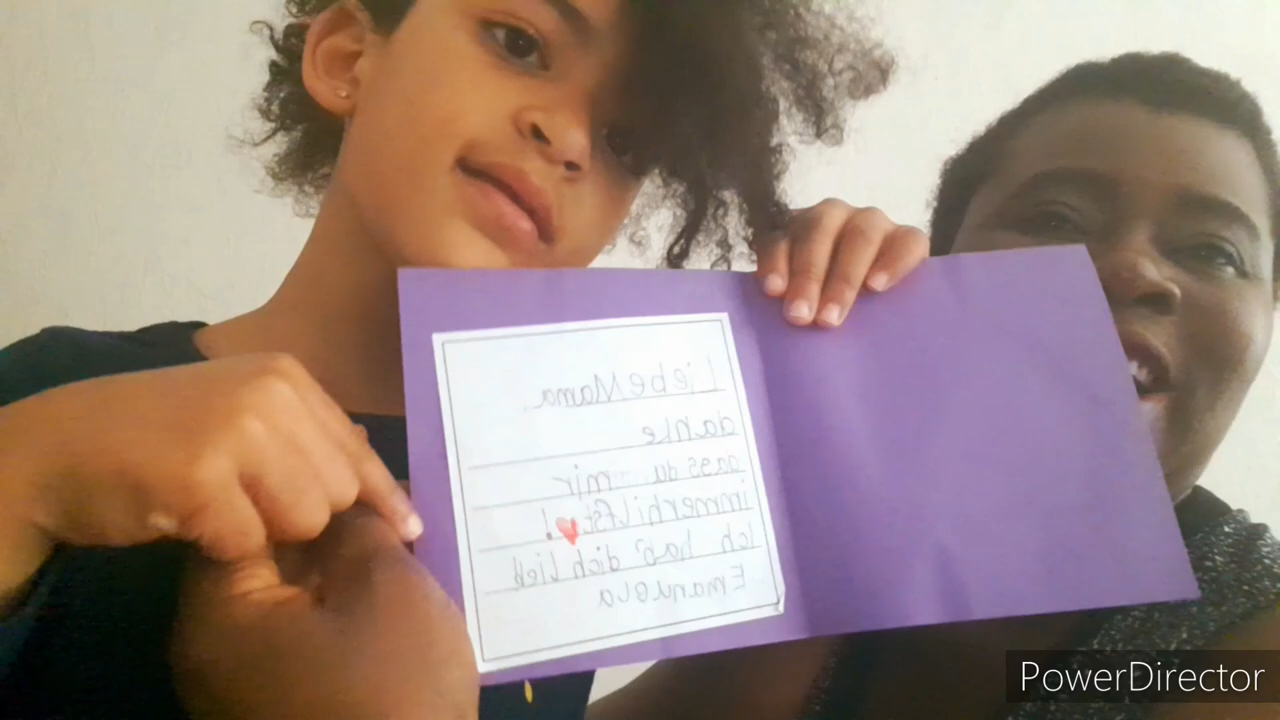 Liebe Mama
danke
dass du mir
immer hilfst ❤!
Ich hab' dich lieb
Emanuela
PowerDirector